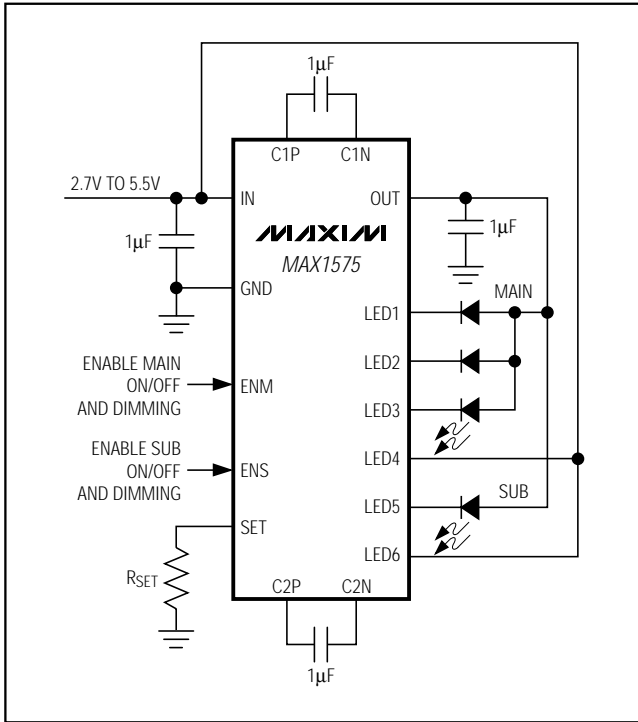 1µF
C1P C1N
2.7V TO 5.5V
IN OUT
MAXIM
MAX1575
1µF
1µF
GND
MAIN
LED1
LED2
ENABLE MAIN
ON/OFF
AND DIMMING
ENM
LED3
ENABLE SUB
ON/OFF
AND DIMMING
ENS
LED4
SUB
LED5
SET
LED6
RSET
C2P C2N
1µF